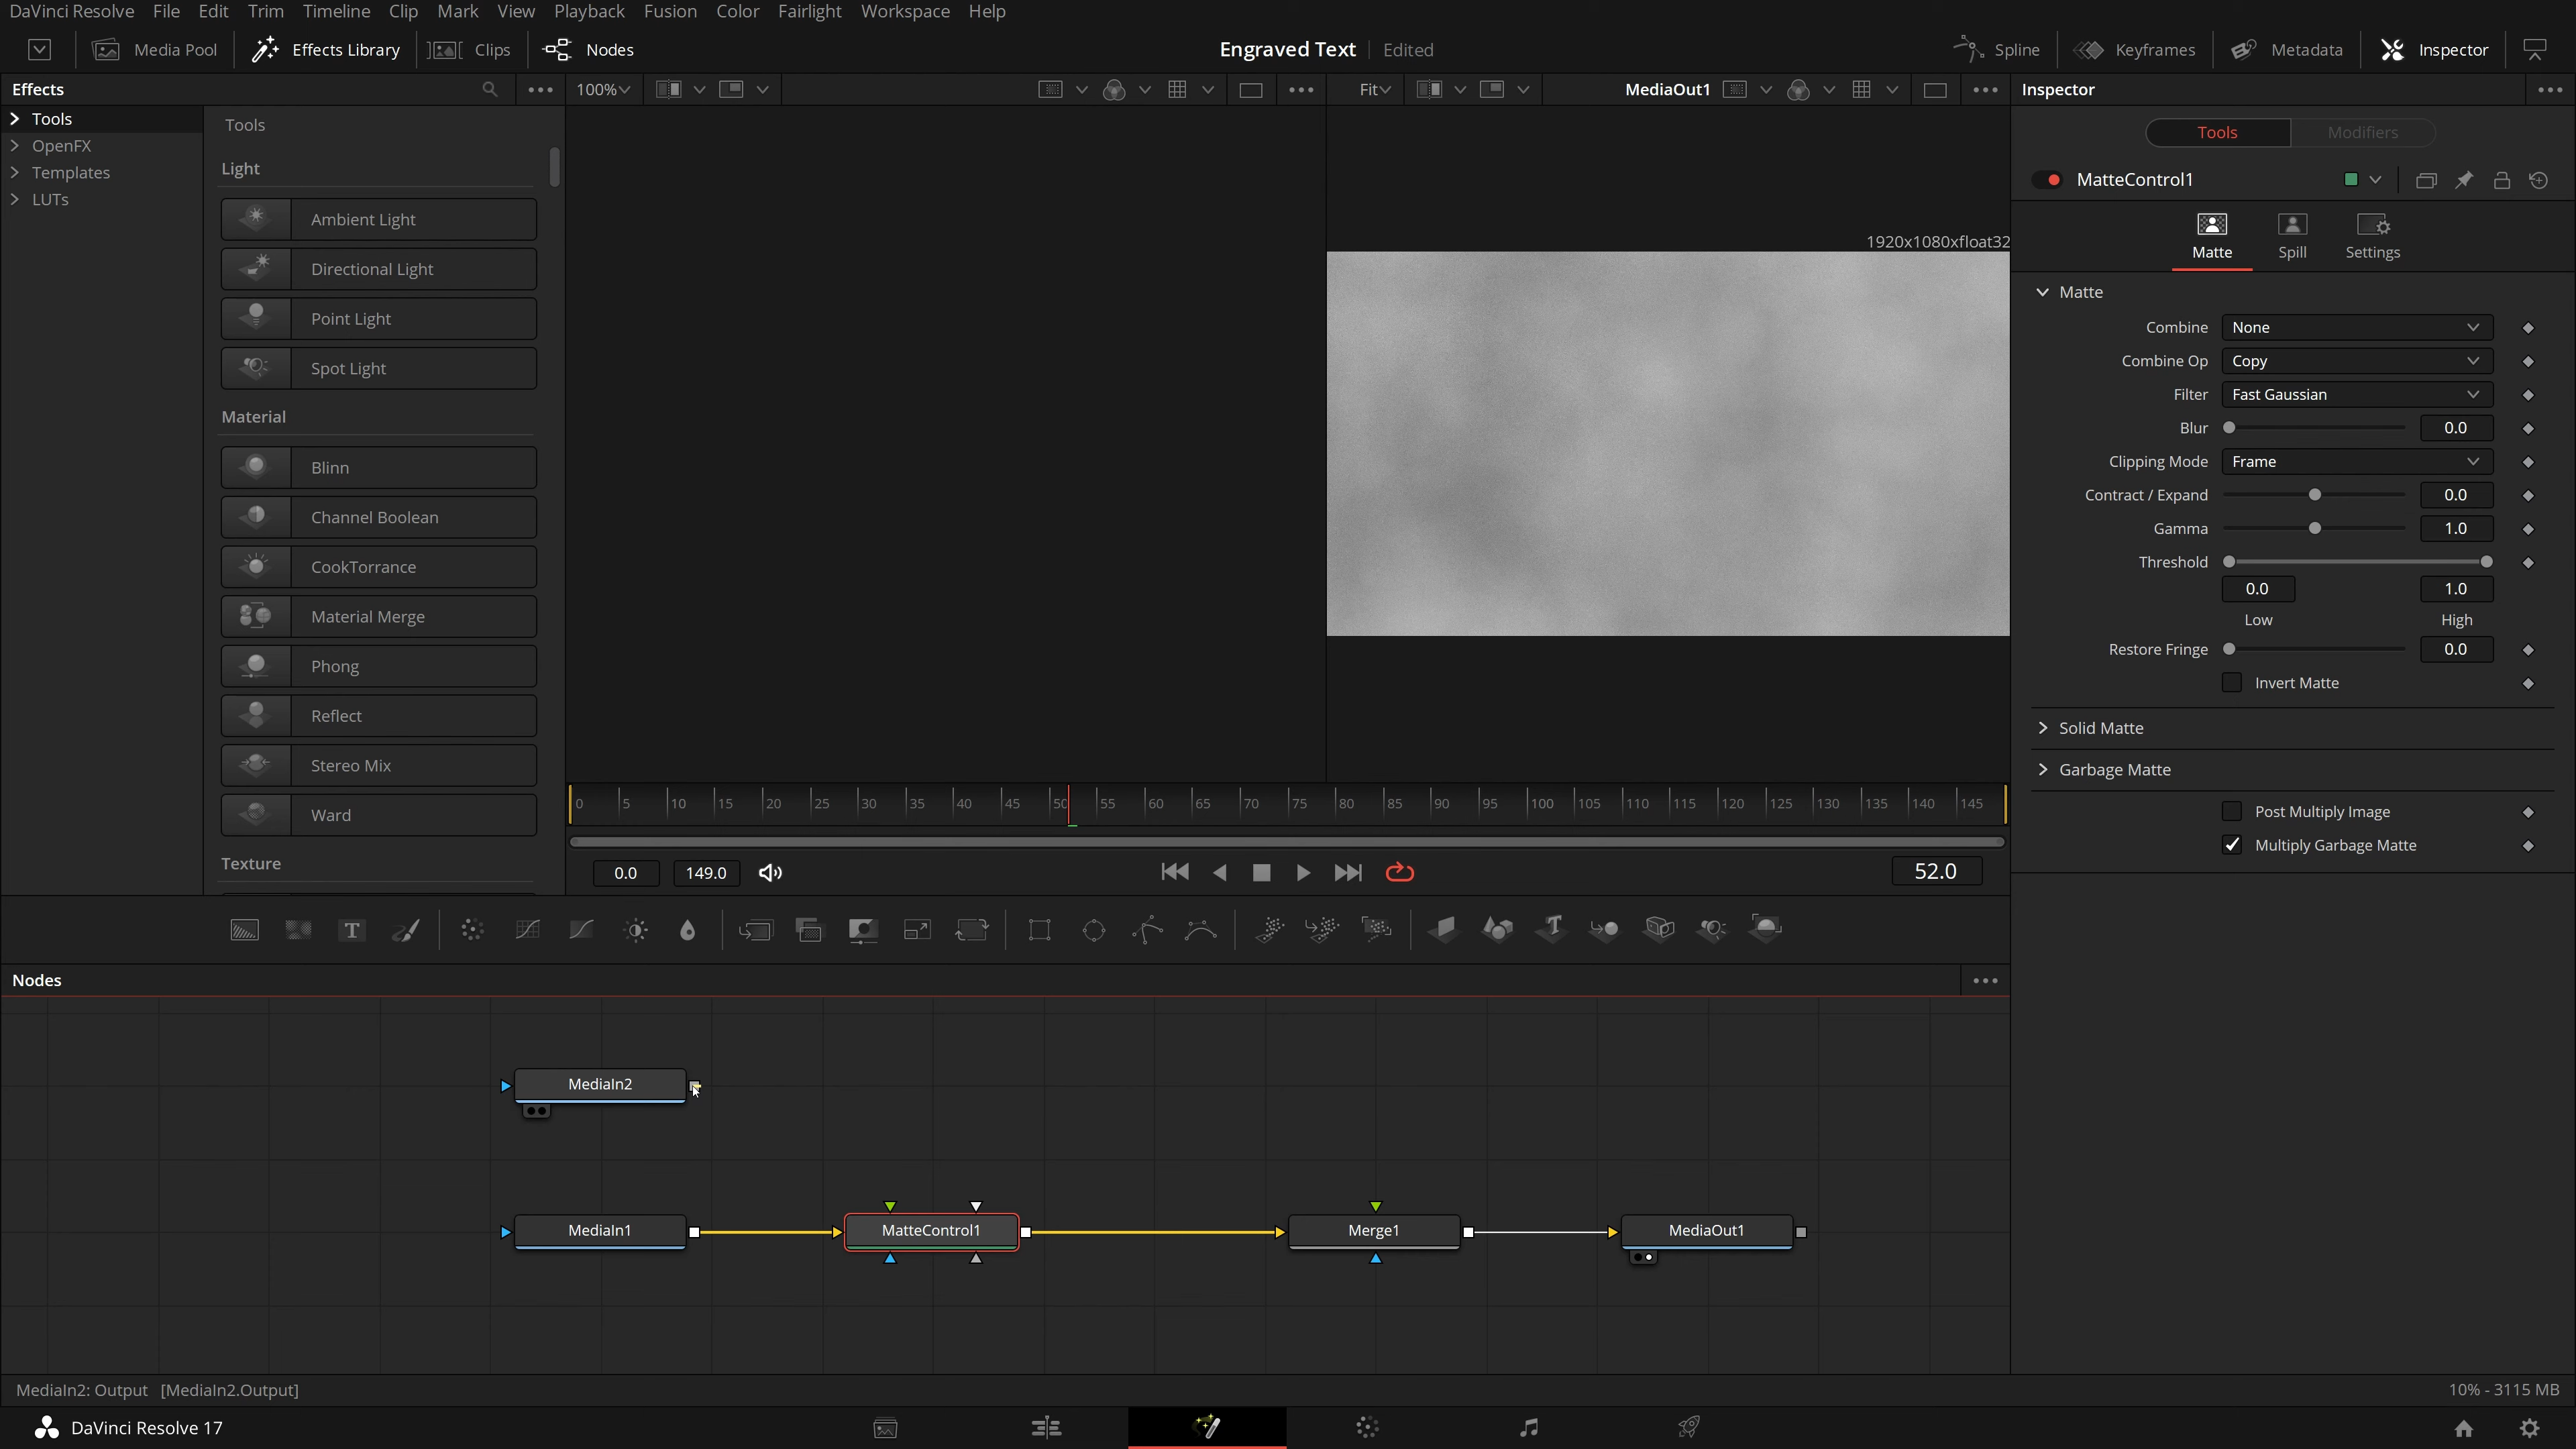 DaVinci Resolve File Edit Trim Timeline Clip Mark View Playback Fusion Color Fairlight Workspace Help
Media Pool Effects Library Clips Nodes Engraved Text Edited Spline Keyframes Metadata Inspector
Effects 100% Fit MediaOut1 Inspector
Tools
OpenFX
Templates
LUTs
Tools
Light
Ambient Light
Directional Light
Point Light
Spot Light
Material
Blinn
Channel Boolean
CookTorrance
Material Merge
Phong
Reflect
Stereo Mix
Ward
Texture
1920x1080xfloat32
0 5 10 15 20 25 30 35 40 45 50 55 60 65 70 75 80 85 90 95 100 105 110 115 120 125 130 135 140 145
0.0 149.0 52.0
Tools Modifiers
MatteControl1
Matte Spill Settings
Matte
Combine None
Combine Op Copy
Filter Fast Gaussian
Blur 0.0
Clipping Mode Frame
Contract / Expand 0.0
Gamma 1.0
Threshold
0.0 1.0
Low High
Restore Fringe 0.0
Invert Matte
Solid Matte
Garbage Matte
Post Multiply Image
Multiply Garbage Matte
T
Nodes
MediaIn2
MediaIn1 MatteControl1 Merge1 MediaOut1
MediaIn2: Output [MediaIn2.Output] 10% - 3115 MB
DaVinci Resolve 17